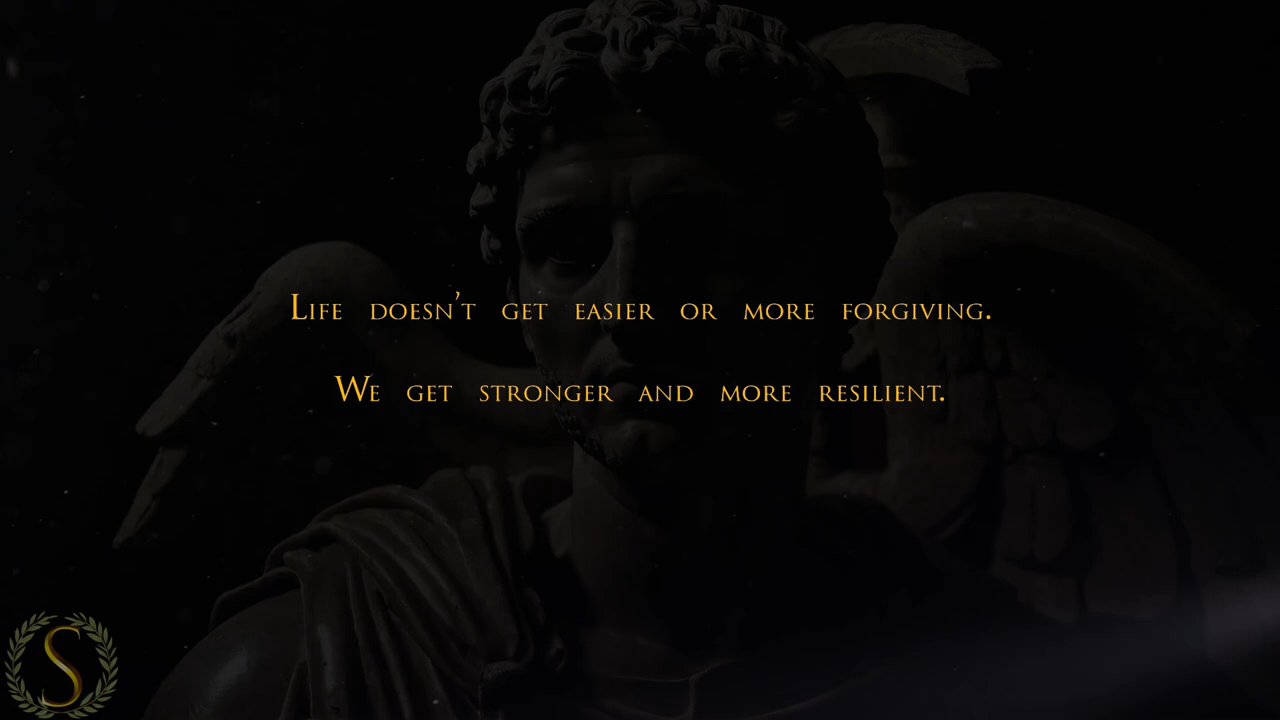 Life doesn't get easier or more forgiving.
We get stronger and more resilient.
S